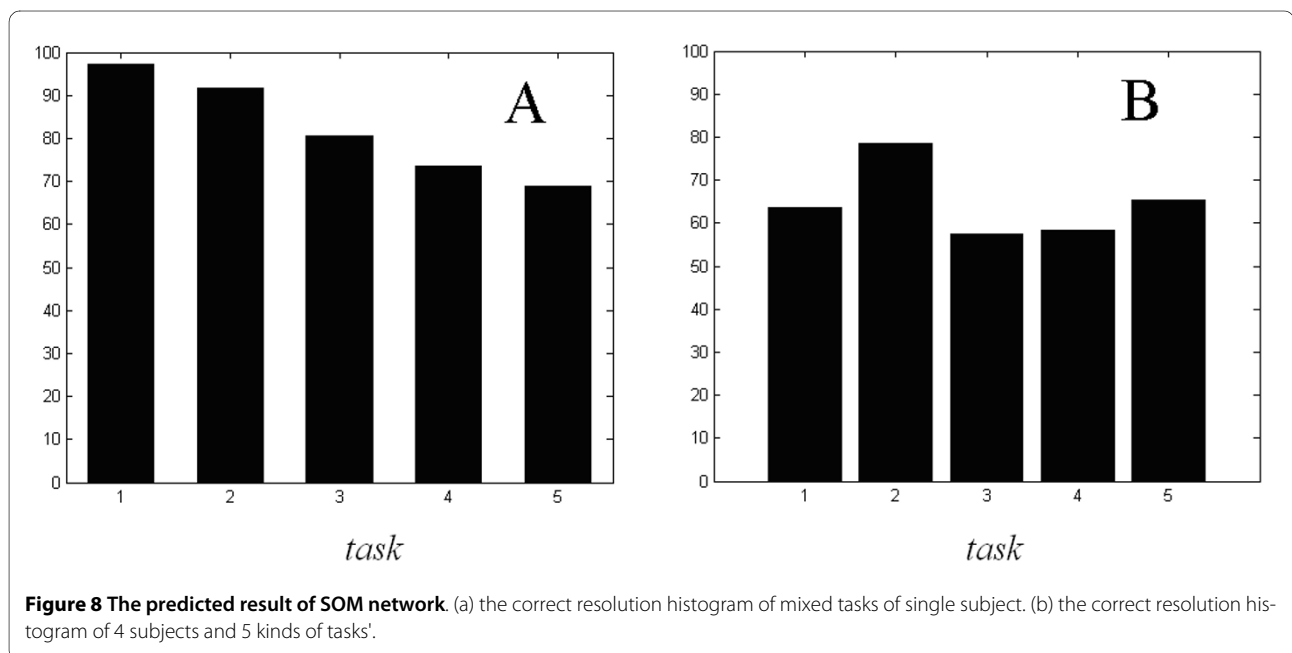 100
90
80
70
60
50
40
30
20
10
0
A
1 2 3 4 5
task
100
90
80
70
60
50
40
30
20
10
0
B
1 2 3 4 5
task
Figure 8 The predicted result of SOM network. (a) the correct resolution histogram of mixed tasks of single subject. (b) the correct resolution his-
togram of 4 subjects and 5 kinds of tasks'.